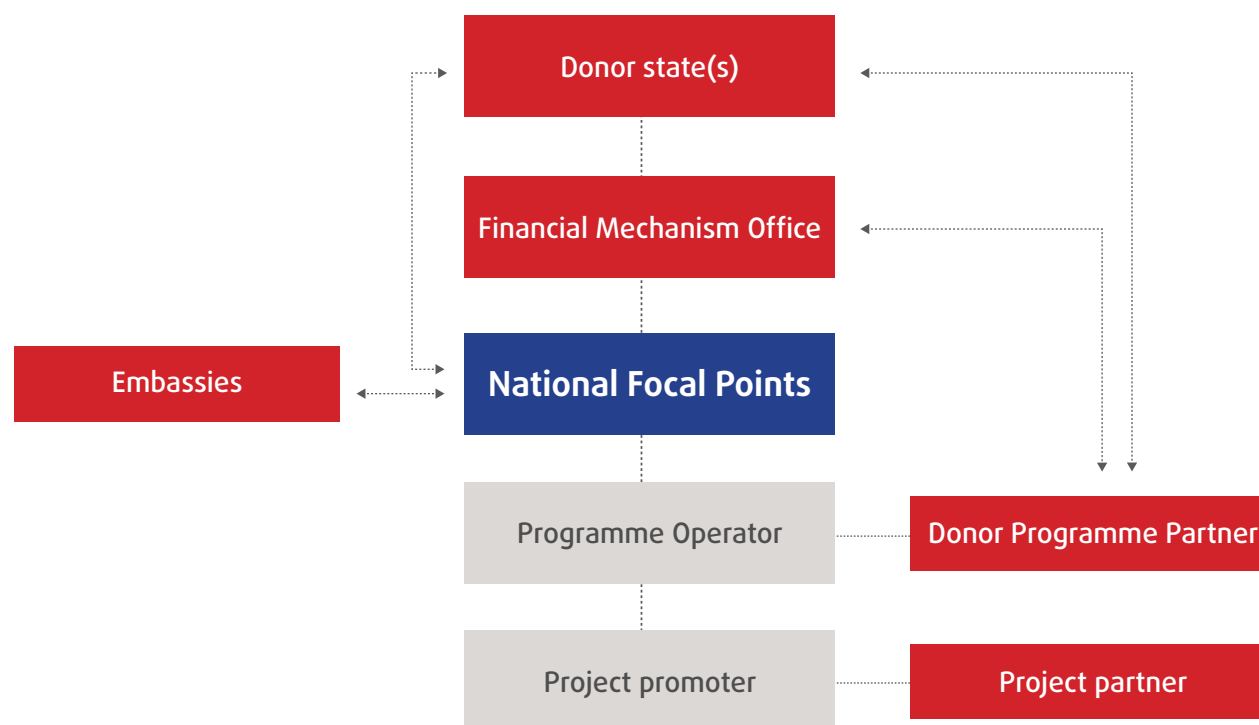 Donor state(s)
Financial Mechanism Office
Embassies
National Focal Points
Programme Operator
Donor Programme Partner
Project promoter
Project partner